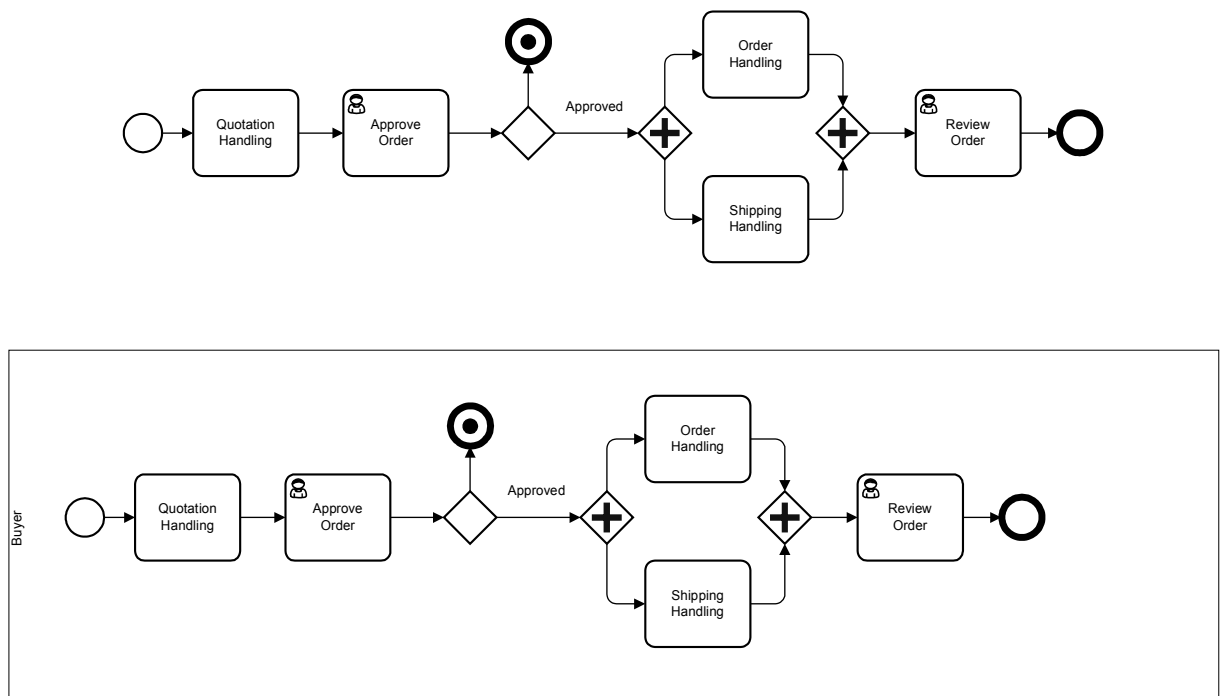 Order
Handling
Approved
Quotation
Handling
Approve
Order
Review
Order
Shipping
Handling
Buyer
Order
Handling
Approved
Quotation
Handling
Approve
Order
Review
Order
Shipping
Handling